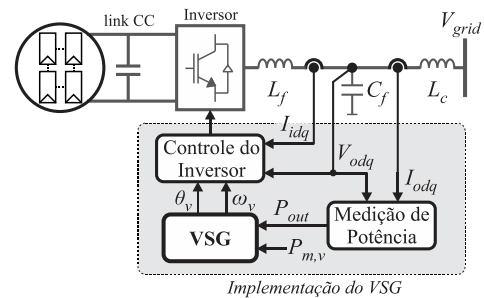 link CC
Inversor
V_grid
L_f
C_f
L_c
I_idq
V_odq
I_odq
Controle do
Inversor
θ_v
ω_v
P_out
Medição de
Potência
VSG
P_m,v
Implementação do VSG